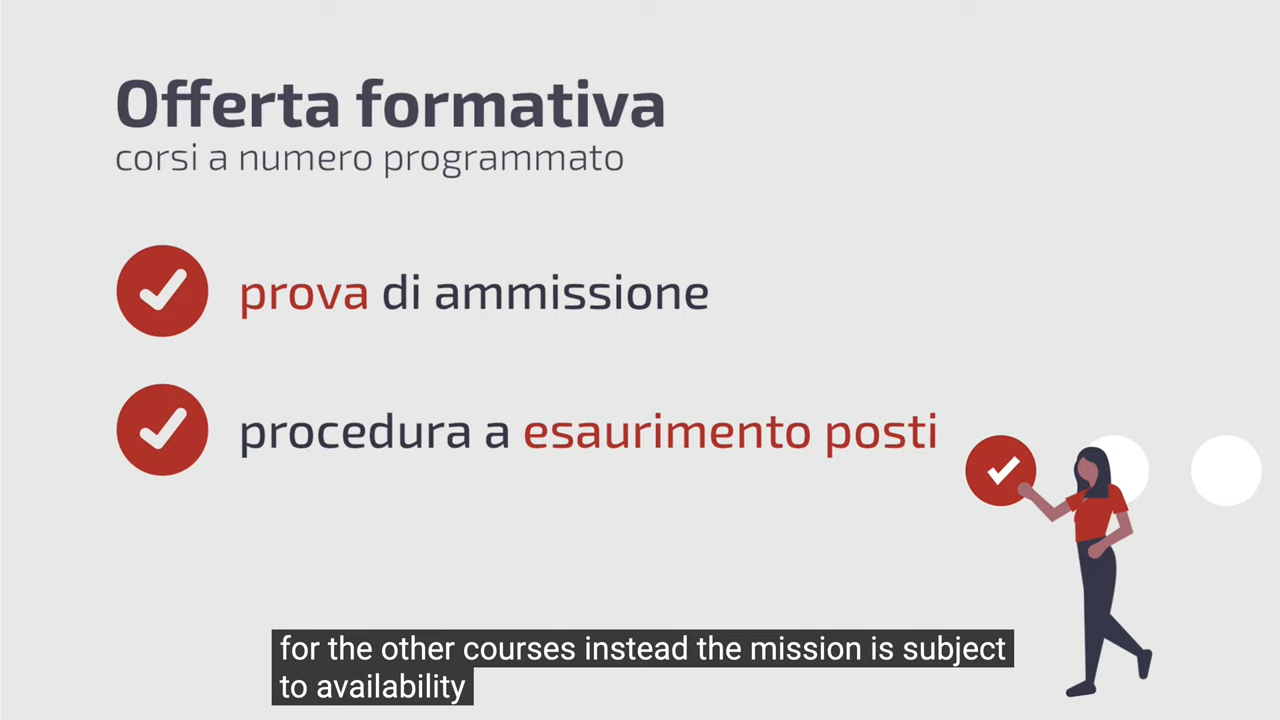 Offerta formativa
corsi a numero programmato
prova di ammissione
procedura a esaurimento posti
for the other courses instead the mission is subject
to availability